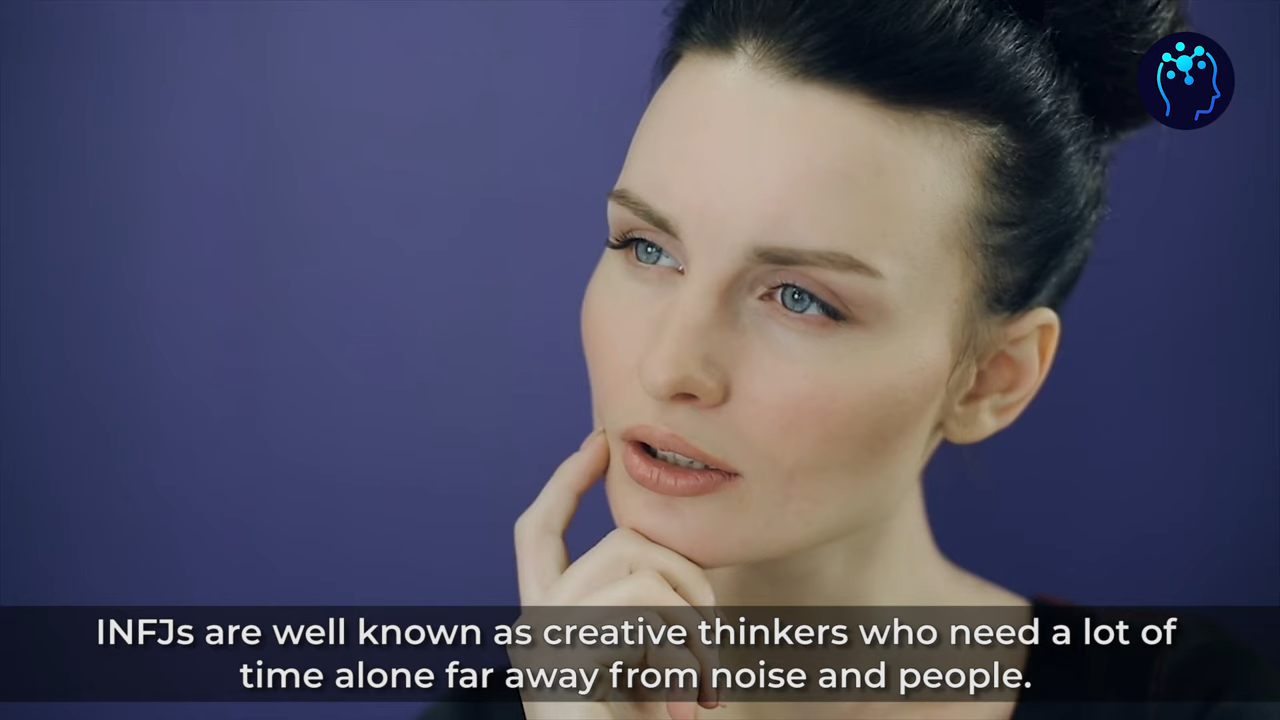 INFJs are well known as creative thinkers who need a lot of
time alone far away from noise and people.